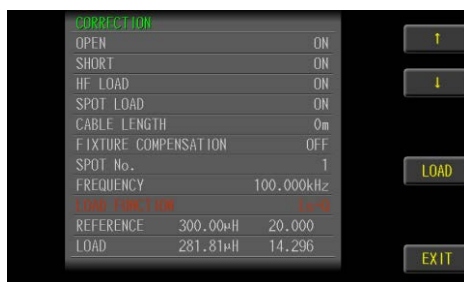 CORRECTION
OPEN ON
SHORT ON
HF LOAD ON
SPOT LOAD ON
CABLE LENGTH 0m
FIXTURE COMPENSATION OFF
SPOT No. 1
FREQUENCY 100.000kHz
LOAD FUNCTION Ls-Q
REFERENCE 300.00µH 20.000
LOAD 281.81µH 14.296
↑
↓
LOAD
EXIT